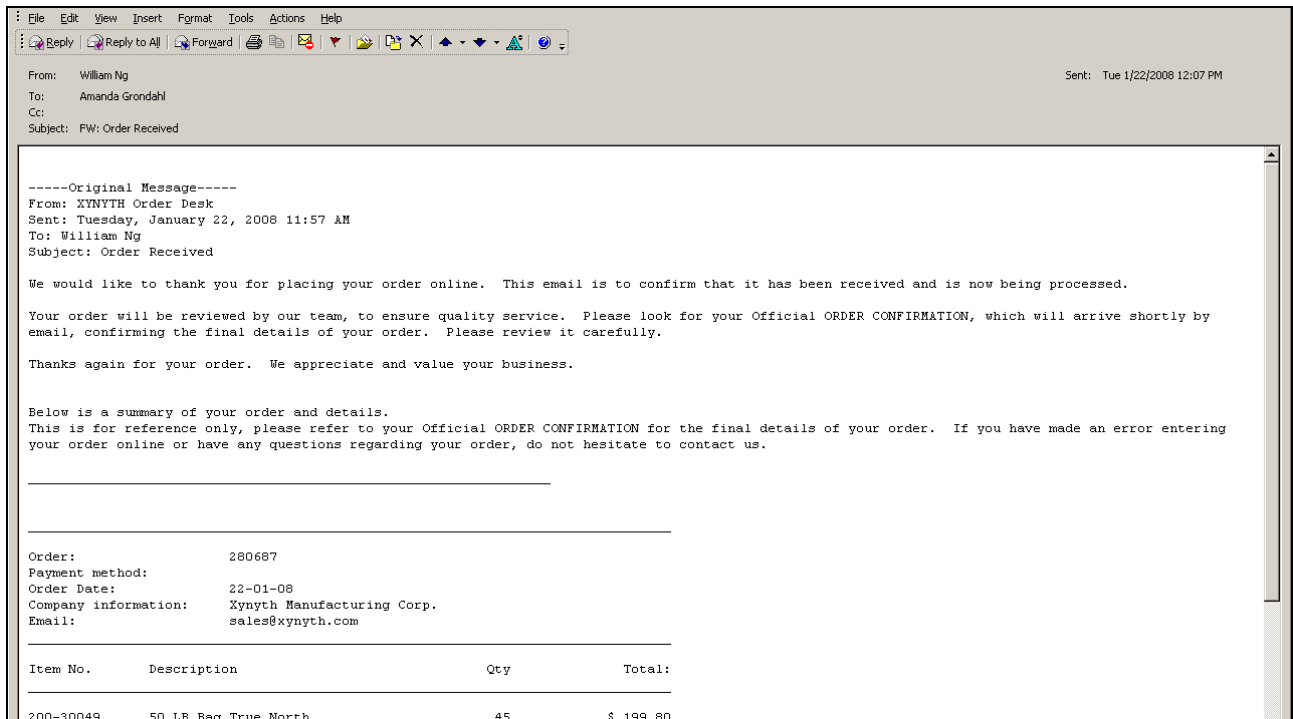 File Edit View Insert Format Tools Actions Help
Reply Reply to All Forward
From: William Ng Sent: Tue 1/22/2008 12:07 PM
To: Amanda Grondahl
Cc:
Subject: FW: Order Received
-----Original Message-----
From: XYNYTH Order Desk
Sent: Tuesday, January 22, 2008 11:57 AM
To: William Ng
Subject: Order Received
We would like to thank you for placing your order online. This email is to confirm that it has been received and is now being processed.
Your order will be reviewed by our team, to ensure quality service. Please look for your Official ORDER CONFIRMATION, which will arrive shortly by
email, confirming the final details of your order. Please review it carefully.
Thanks again for your order. We appreciate and value your business.
Below is a summary of your order and details.
This is for reference only, please refer to your Official ORDER CONFIRMATION for the final details of your order. If you have made an error entering
your order online or have any questions regarding your order, do not hesitate to contact us.
Order: 280687
Payment method:
Order Date: 22-01-08
Company information: Xynyth Manufacturing Corp.
Email: sales@xynyth.com
Item No. Description Qty Total:
200-30049 50 LB Bag True North 45 $ 199.80